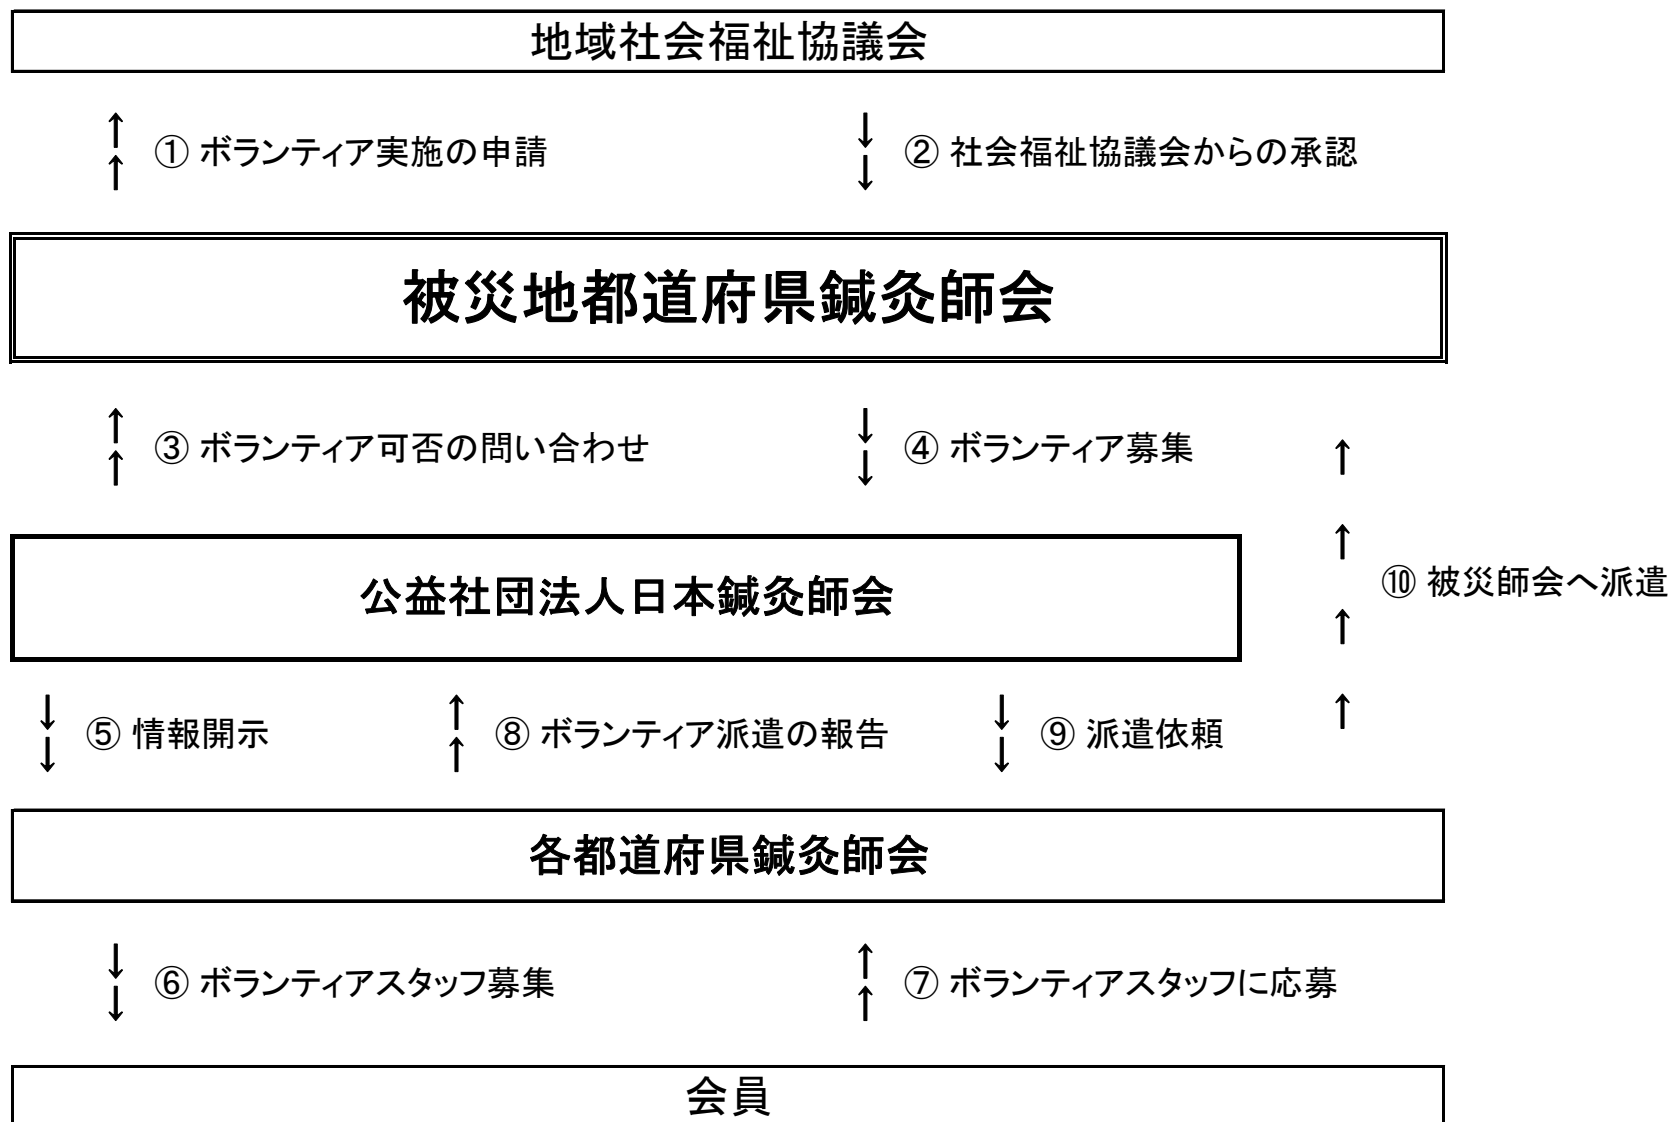 地域社会福祉協議会
↑
↑
① ボランティア実施の申請
↓
↓
② 社会福祉協議会からの承認
被災地都道府県鍼灸師会
↑
↑
③ ボランティア可否の問い合わせ
↓
↓
④ ボランティア募集
公益社団法人日本鍼灸師会
↑
↑
↑
↑
⑩ 被災師会へ派遣
↓
↓
⑤ 情報開示
↑
↑
⑧ ボランティア派遣の報告
↓
↓
⑨ 派遣依頼
各都道府県鍼灸師会
↓
↓
⑥ ボランティアスタッフ募集
↑
↑
⑦ ボランティアスタッフに応募
会員